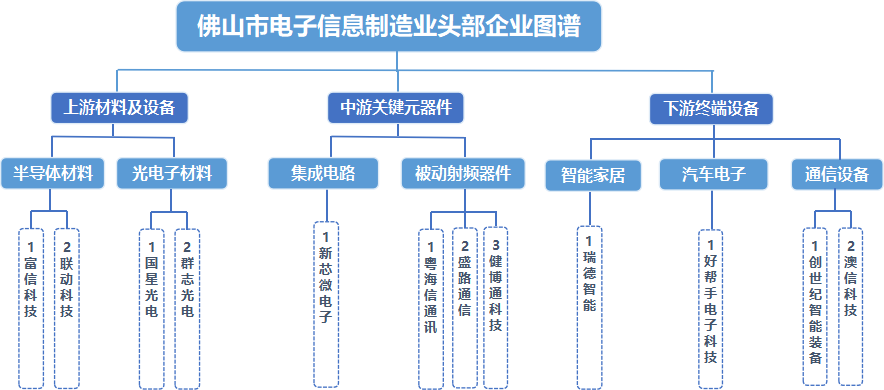 佛山市电子信息制造业头部企业图谱
上游材料及设备
中游关键元器件
下游终端设备
半导体材料
光电子材料
集成电路
被动射频器件
智能家居
汽车电子
通信设备
1富信科技
2联动科技
1国星光电
2群志光电
1新芯微电子
1粤海信通讯
2盛路通信
3健博通科技
1瑞德智能
1好帮手电子科技
1创世纪智能装备
2澳信科技